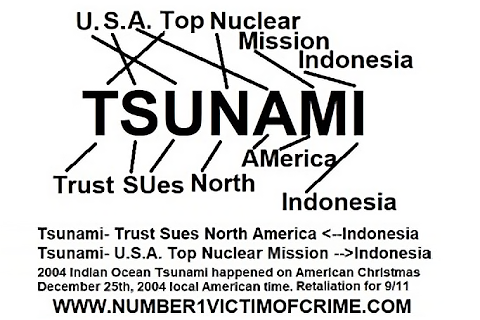 U.S.A. Top Nuclear
Mission
Indonesia
TSUNAMI
AMerica
Trust SUes North
Indonesia
Tsunami- Trust Sues North America <--Indonesia
Tsunami- U.S.A. Top Nuclear Mission -->Indonesia
2004 Indian Ocean Tsunami happened on American Christmas
December 25th, 2004 local American time. Retaliation for 9/11
WWW.NUMBER1VICTIMOFCRIME.COM